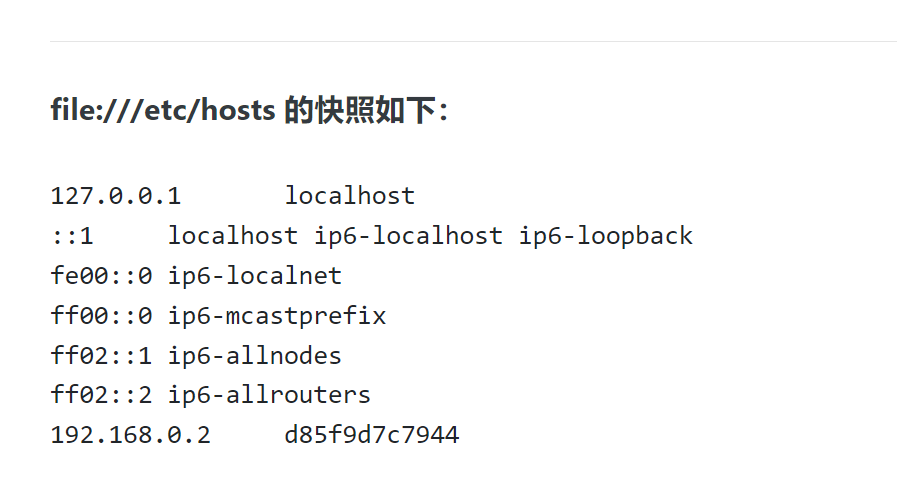 file:///etc/hosts 的快照如下：
127.0.0.1       localhost
::1     localhost ip6-localhost ip6-loopback
fe00::0 ip6-localnet
ff00::0 ip6-mcastprefix
ff02::1 ip6-allnodes
ff02::2 ip6-allrouters
192.168.0.2     d85f9d7c7944